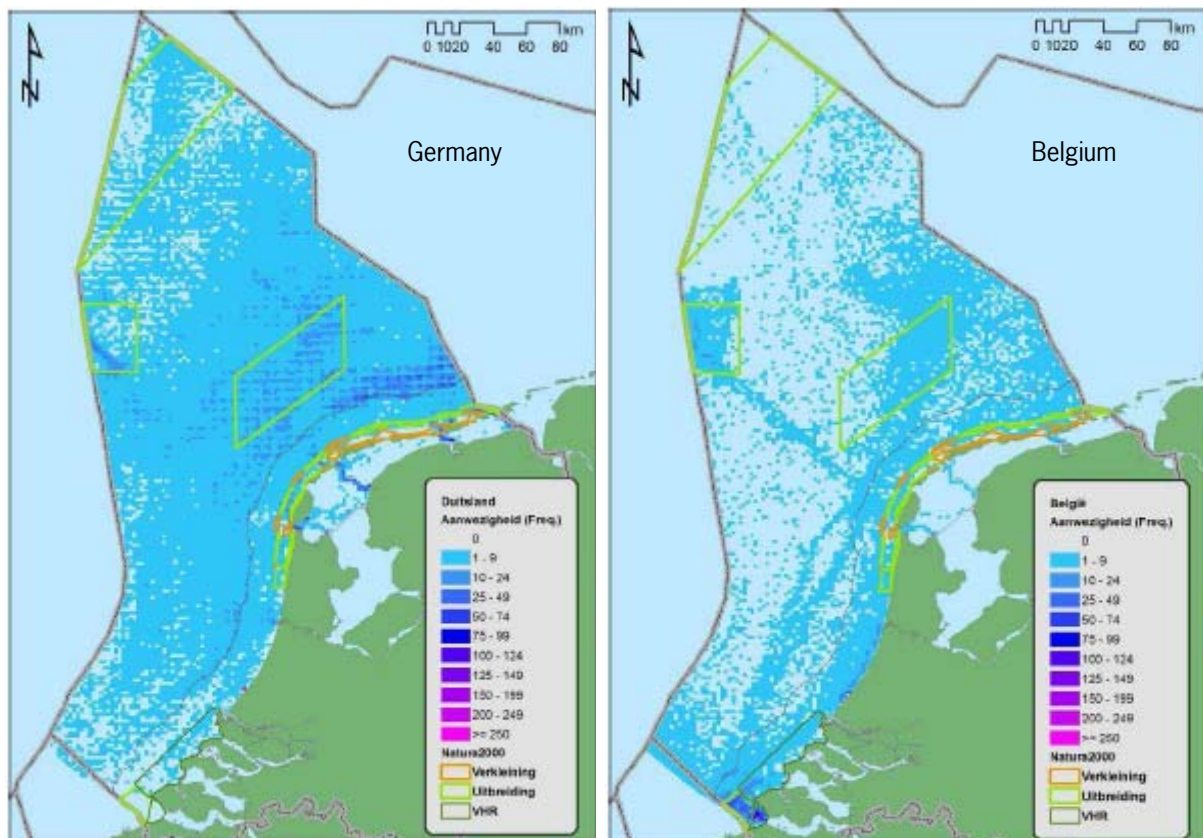 km
0 1020 40 60 80
N
Germany
Duitsland
Aanwezigheid (Freq.)
0
1 - 9
10 - 24
25 - 49
50 - 74
75 - 99
100 - 124
125 - 149
150 - 199
200 - 249
>= 250
Natura2000
Verkleining
Uitbreiding
VHR
km
0 1020 40 60 80
N
Belgium
België
Aanwezigheid (Freq.)
0
1 - 9
10 - 24
25 - 49
50 - 74
75 - 99
100 - 124
125 - 149
150 - 199
200 - 249
>= 250
Natura2000
Verkleining
Uitbreiding
VHR